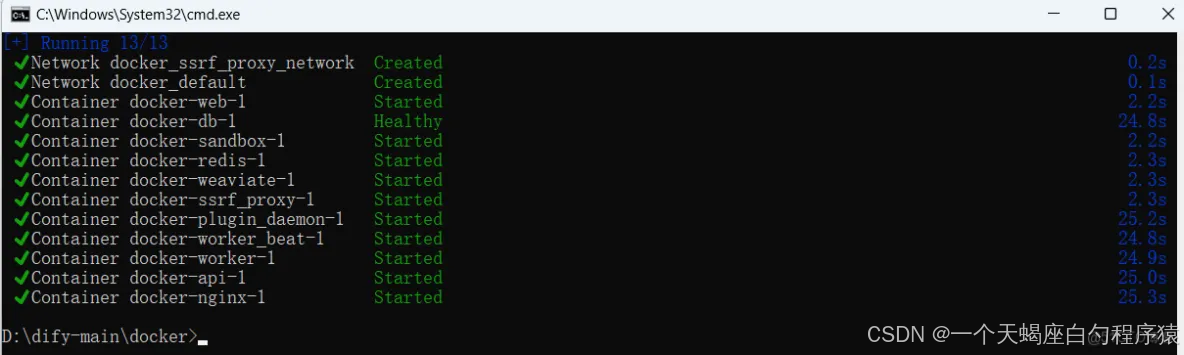 C:\Windows\System32\cmd.exe
[+] Running 13/13
✔Network docker_ssrf_proxy_network Created 0.2s
✔Network docker_default Created 0.1s
✔Container docker-web-1 Started 2.2s
✔Container docker-db-1 Healthy 24.8s
✔Container docker-sandbox-1 Started 2.2s
✔Container docker-redis-1 Started 2.3s
✔Container docker-weaviate-1 Started 2.3s
✔Container docker-ssrf_proxy-1 Started 2.3s
✔Container docker-plugin_daemon-1 Started 25.2s
✔Container docker-worker_beat-1 Started 24.8s
✔Container docker-worker-1 Started 24.9s
✔Container docker-api-1 Started 25.0s
✔Container docker-nginx-1 Started 25.3s
D:\dify-main\docker>
CSDN @一个天蝎座白勺程序猿